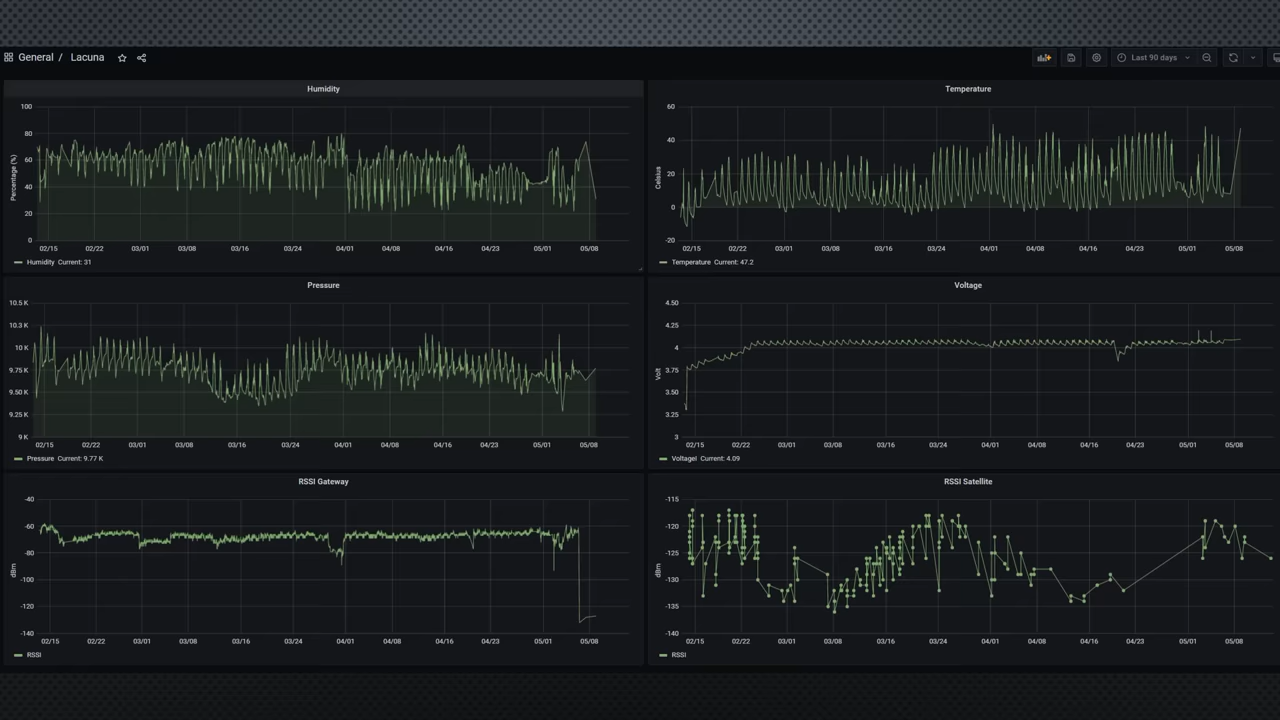 General / Lacuna
Last 90 days
Humidity
100
80
60
40
20
0
Percentage (%)
02/15 02/22 03/01 03/08 03/16 03/24 04/01 04/08 04/16 04/23 05/01 05/08
Humidity Current: 31
Temperature
60
40
20
0
-20
Celsius
02/15 02/22 03/01 03/08 03/16 03/24 04/01 04/08 04/16 04/23 05/01 05/08
Temperature Current: 47.2
Pressure
10.5 K
10.3 K
10 K
9.75 K
9.50 K
9.25 K
9 K
02/15 02/22 03/01 03/08 03/16 03/24 04/01 04/08 04/16 04/23 05/01 05/08
Pressure Current: 9.77 K
Voltage
4.50
4.25
4
3.75
3.50
3.25
3
Volt
02/15 02/22 03/01 03/08 03/16 03/24 04/01 04/08 04/16 04/23 05/01 05/08
Voltagel Current: 4.09
RSSI Gateway
-40
-60
-80
-100
-120
-140
dBm
02/15 02/22 03/01 03/08 03/16 03/24 04/01 04/08 04/16 04/23 05/01 05/08
RSSI
RSSI Satellite
-115
-120
-125
-130
-135
-140
dBm
02/15 02/22 03/01 03/08 03/16 03/24 04/01 04/08 04/16 04/23 05/01 05/08
RSSI